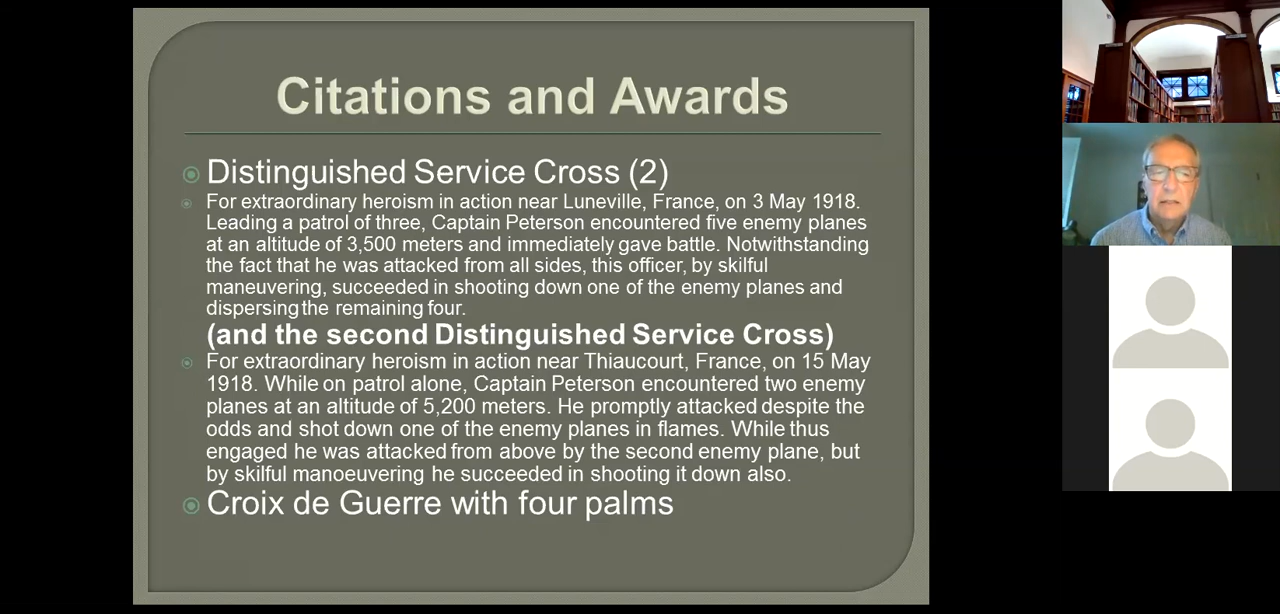 Citations and Awards
Distinguished Service Cross (2)
For extraordinary heroism in action near Luneville, France, on 3 May 1918.
Leading a patrol of three, Captain Peterson encountered five enemy planes
at an altitude of 3,500 meters and immediately gave battle. Notwithstanding
the fact that he was attacked from all sides, this officer, by skilful
maneuvering, succeeded in shooting down one of the enemy planes and
dispersing the remaining four.
(and the second Distinguished Service Cross)
For extraordinary heroism in action near Thiaucourt, France, on 15 May
1918. While on patrol alone, Captain Peterson encountered two enemy
planes at an altitude of 5,200 meters. He promptly attacked despite the
odds and shot down one of the enemy planes in flames. While thus
engaged he was attacked from above by the second enemy plane, but
by skilful manoeuvering he succeeded in shooting it down also.
Croix de Guerre with four palms